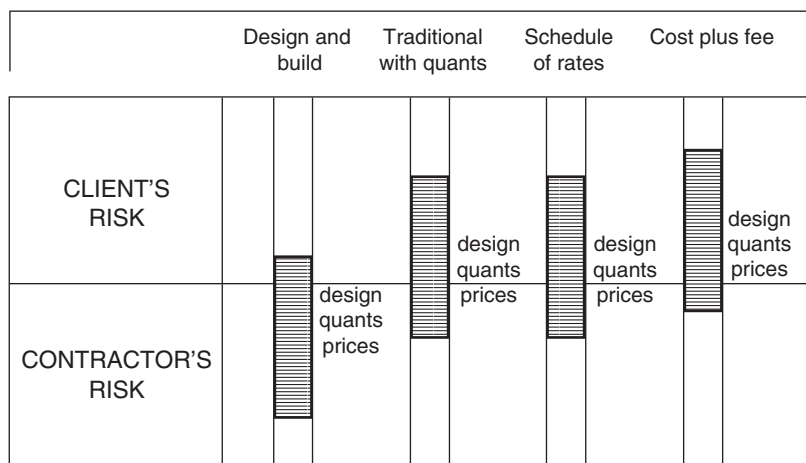 Design and
build
Traditional
with quants
Schedule
of rates
Cost plus fee
CLIENT'S
RISK
design
quants
prices
design
quants
prices
design
quants
prices
design
quants
prices
CONTRACTOR'S
RISK